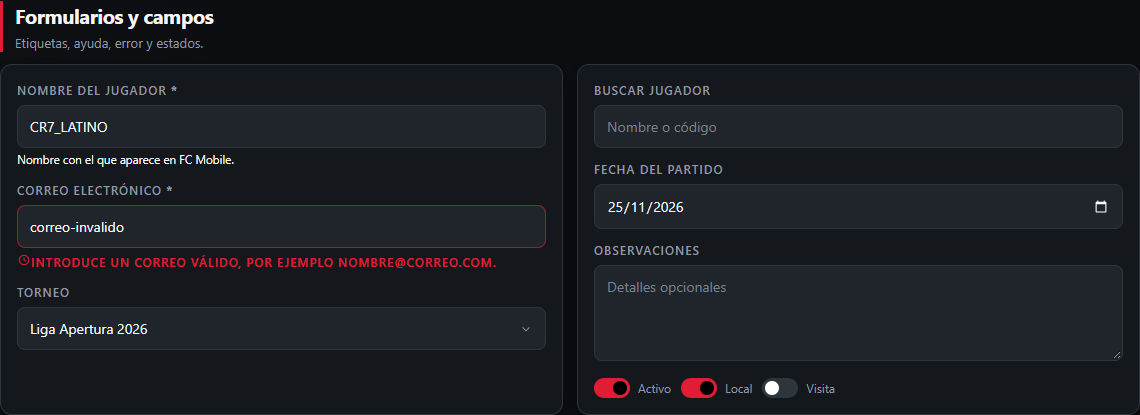 Formularios y campos
Etiquetas, ayuda, error y estados.
NOMBRE DEL JUGADOR *
CR7_LATINO
Nombre con el que aparece en FC Mobile.
CORREO ELECTRÓNICO *
correo-invalido
INTRODUCE UN CORREO VÁLIDO, POR EJEMPLO NOMBRE@CORREO.COM.
TORNEO
Liga Apertura 2026
BUSCAR JUGADOR
Nombre o código
FECHA DEL PARTIDO
25/11/2026
OBSERVACIONES
Detalles opcionales
Activo Local Visita